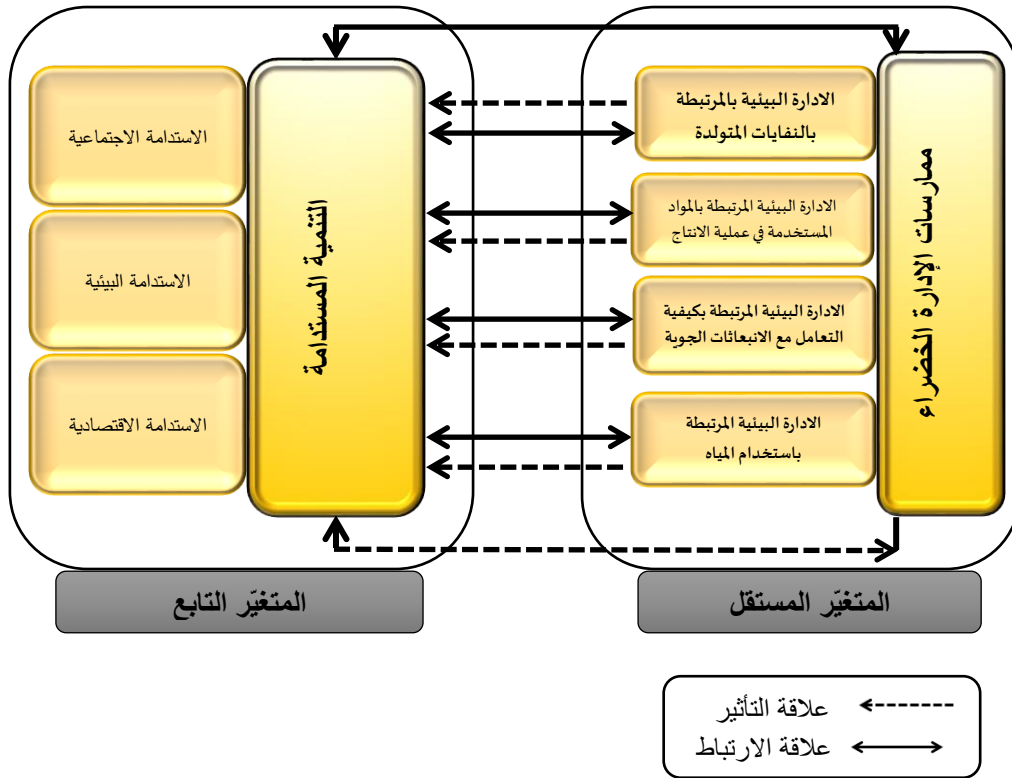 ممارسات الإدارة الخضراء
الادارة البيئية بالمرتبطة
بالنفايات المتولدة
الادارة البيئية المرتبطة بالمواد
المستخدمة في عملية الانتاج
الادارة البيئية المرتبطة بكيفية
التعامل مع الانبعاثات الجوية
الادارة البيئية المرتبطة
باستخدام المياه
التنمية المستدامة
الاستدامة الاجتماعية
الاستدامة البيئية
الاستدامة الاقتصادية
المتغيّر المستقل
المتغيّر التابع
علاقة التأثير
علاقة الارتباط